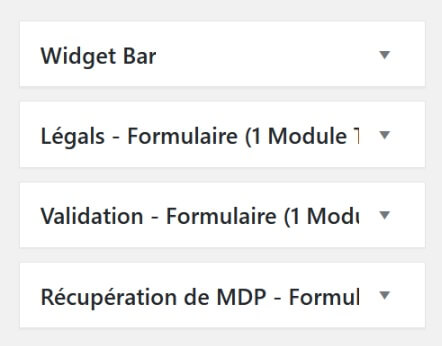 Widget Bar
Légals - Formulaire (1 Module
Validation - Formulaire (1 Modu
Récupération de MDP - Formul